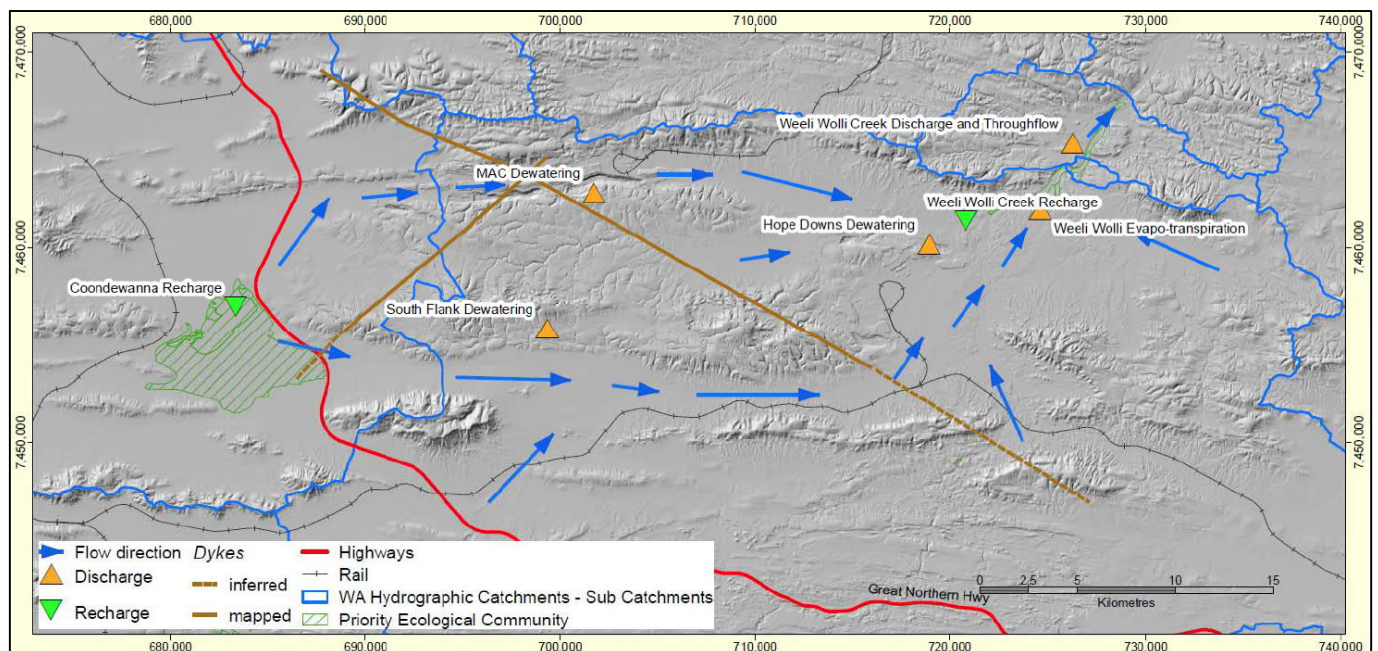 680,000
690,000
700,000
710,000
720,000
730,000
740,000
7,470,000
7,470,000
Weeli Wolli Creek Discharge and Throughflow
MAC Dewatering
Weeli Wolli Creek Recharge
Hope Downs Dewatering
Weeli Wolli Evapo-transpiration
7,460,000
7,460,000
Coondewanna Recharge
South Flank Dewatering
7,450,000
7,450,000
Flow direction
Dykes
Highways
Discharge
inferred
Rail
WA Hydrographic Catchments - Sub Catchments
Recharge
mapped
Priority Ecological Community
Great Northern Hwy
0 2.5 5 10 15
Kilometres
680,000
690,000
700,000
710,000
720,000
730,000
740,000